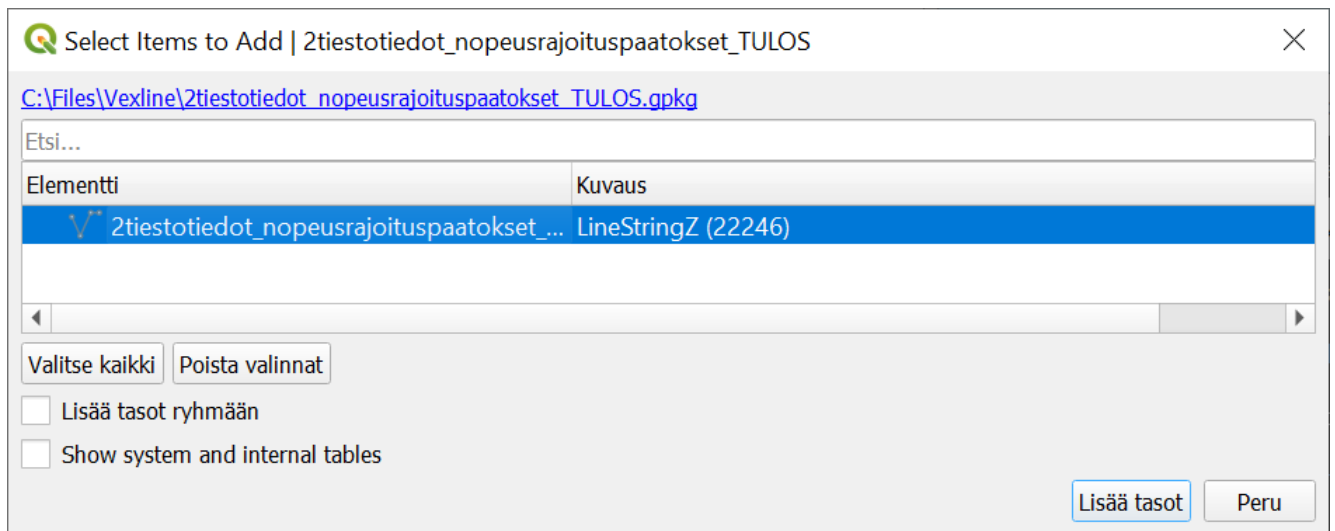 Select Items to Add | 2tiestotiedot_nopeusrajoituspaatokset_TULOS
C:\Files\Vexline\2tiestotiedot_nopeusrajoituspaatokset_TULOS.gpkg
Etsi...
Elementti Kuvaus
2tiestotiedot_nopeusrajoituspaatokset_... LineStringZ (22246)
Valitse kaikki Poista valinnat
Lisää tasot ryhmään
Show system and internal tables
Lisää tasot Peru